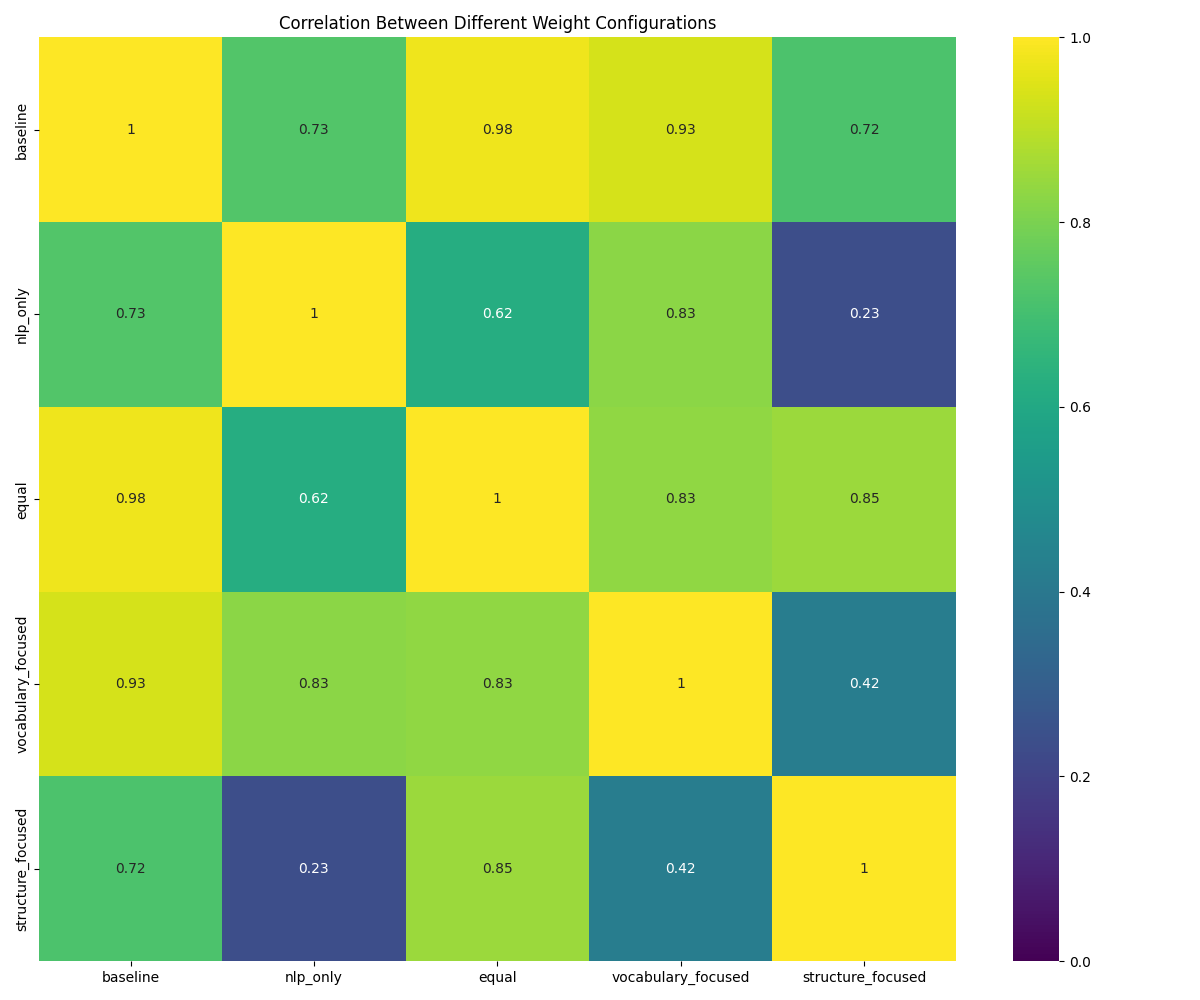 Correlation Between Different Weight Configurations
baseline 1 0.73 0.98 0.93 0.72
nlp_only 0.73 1 0.62 0.83 0.23
equal 0.98 0.62 1 0.83 0.85
vocabulary_focused 0.93 0.83 0.83 1 0.42
structure_focused 0.72 0.23 0.85 0.42 1
baseline nlp_only equal vocabulary_focused structure_focused
1.0
0.8
0.6
0.4
0.2
0.0